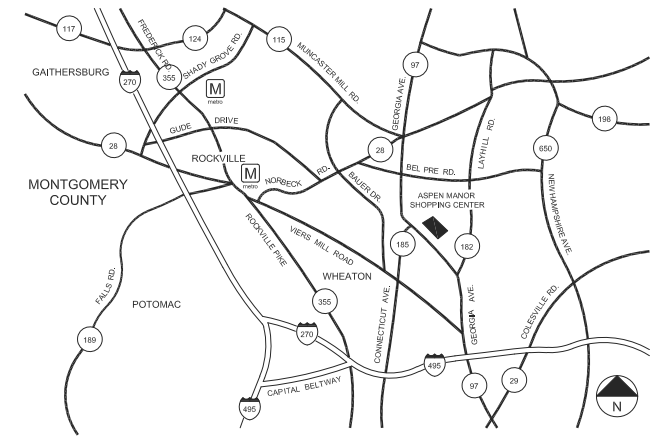 117
FREDERICK RD.
124
SHADY GROVE RD.
115
MUNCASTER MILL RD.
97
GEORGIA AVE.
GAITHERSBURG
270
355
M
metro
198
GUDE DRIVE
28
ROCKVILLE
M
metro
NORBECK RD.
28
BEL PRE RD.
LAYHILL RD.
650
NEW HAMPSHIRE AVE
MONTGOMERY
COUNTY
BAUER DR.
ASPEN MANOR
SHOPPING CENTER
ROCKVILLE PIKE
VIERS MILL ROAD
185
182
FALLS RD.
WHEATON
POTOMAC
355
CONNECTICUT AVE.
GEORGIA AVE.
COLESVILLE RD.
189
270
495
CAPITAL BELTWAY
495
97
29
N